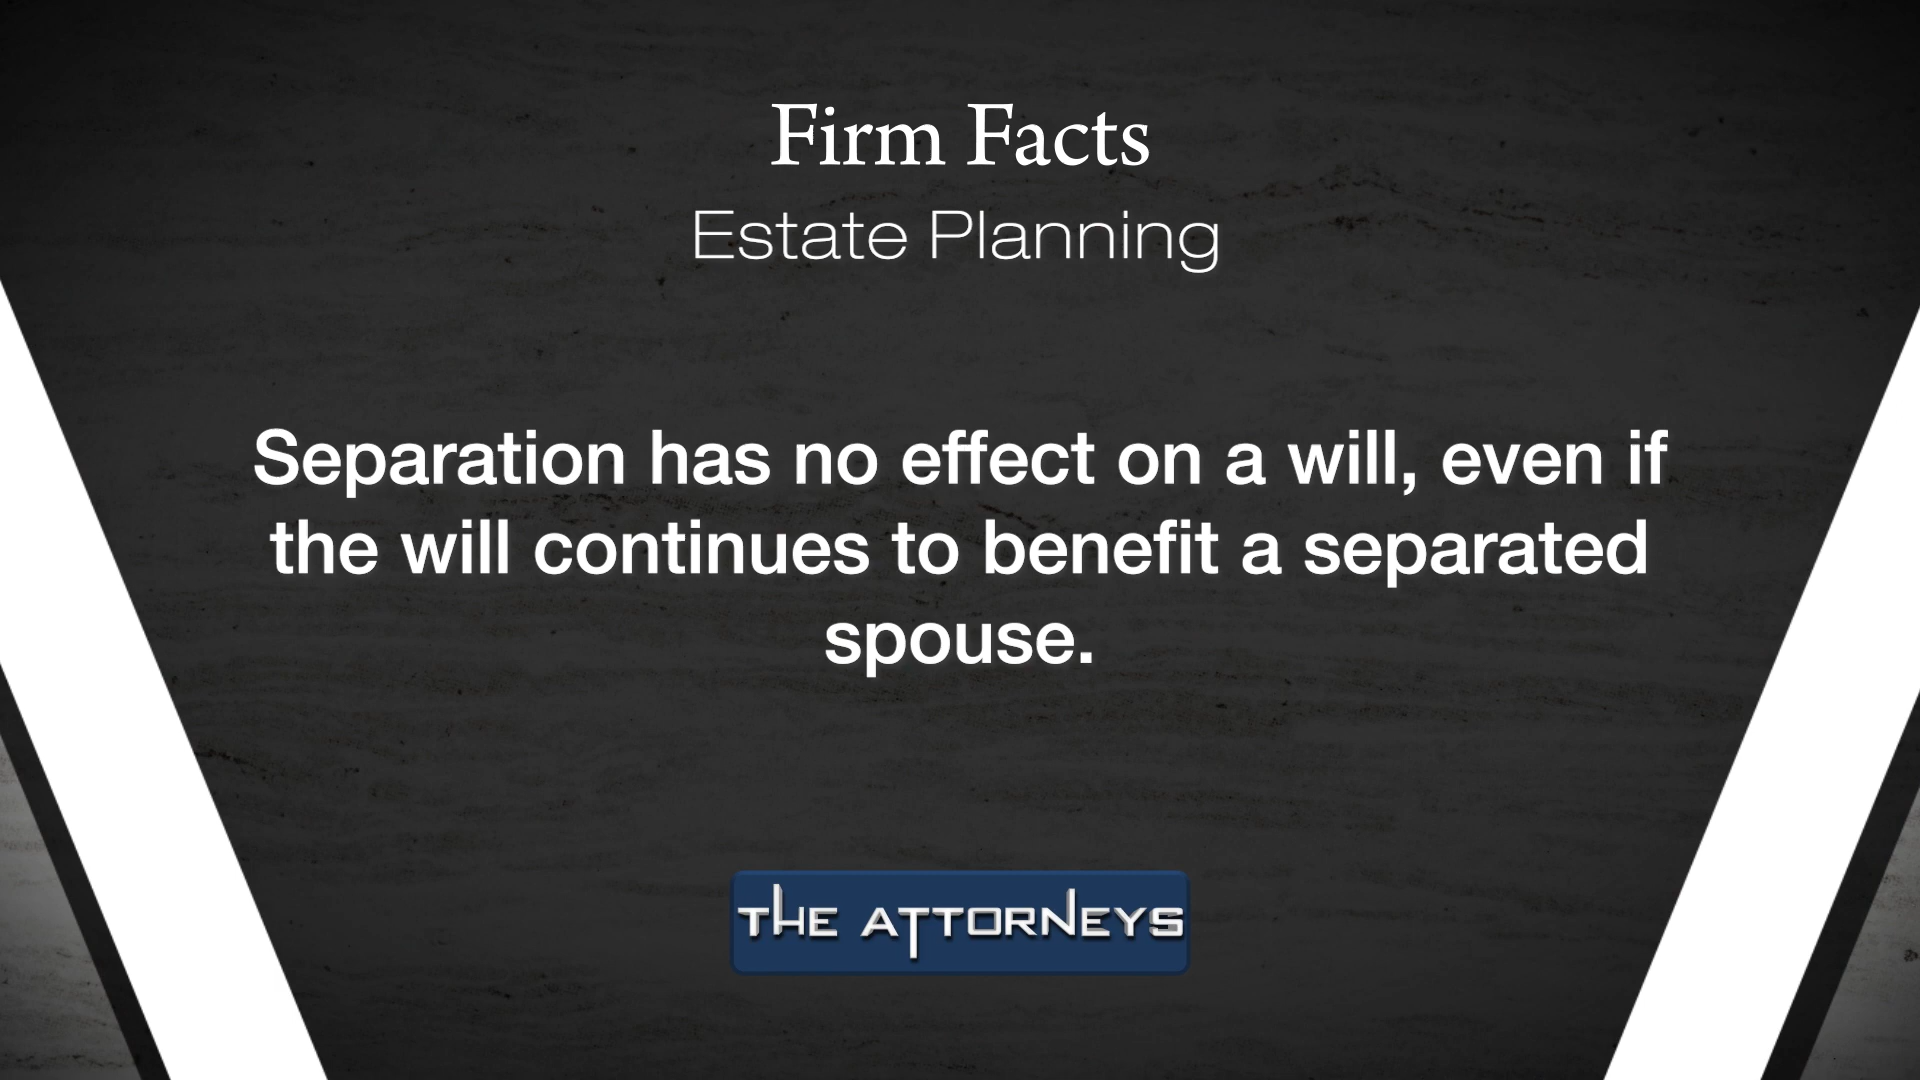 Firm Facts
Estate Planning
Separation has no effect on a will, even if
the will continues to benefit a separated
spouse.
THE ATTORNEYS